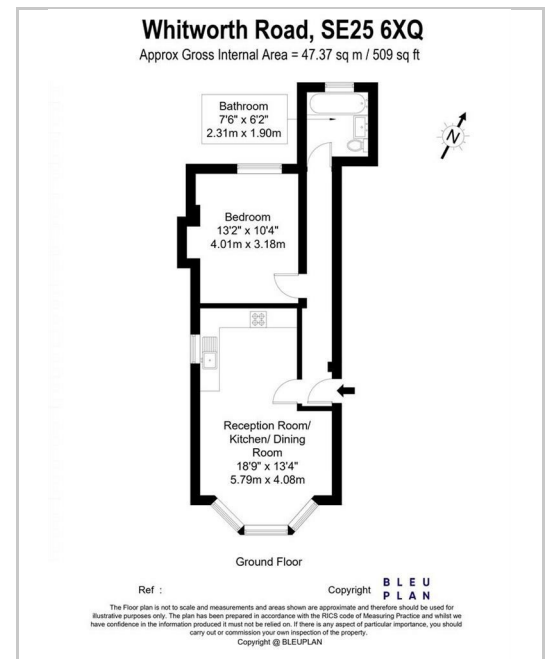 Whitworth Road, SE25 6XQ
Approx Gross Internal Area = 47.37 sq m / 509 sq ft
Bathroom
7'6" x 6'2"
2.31m x 1.90m
N
Bedroom
13'2" x 10'4"
4.01m x 3.18m
Reception Room/
Kitchen/ Dining
Room
18'9" x 13'4"
5.79m x 4.08m
Ground Floor
Ref :
Copyright
BLEU
PLAN
The Floor plan is not to scale and measurements and areas shown are approximate and therefore should be used for
illustrative purposes only. The plan has been prepared in accordance with the RICS code of Measuring Practice and whilst we
have confidence in the information produced it must not be relied on. If there is any aspect of particular importance, you should
carry out or commission your own inspection of the property.
Copyright @ BLEUPLAN